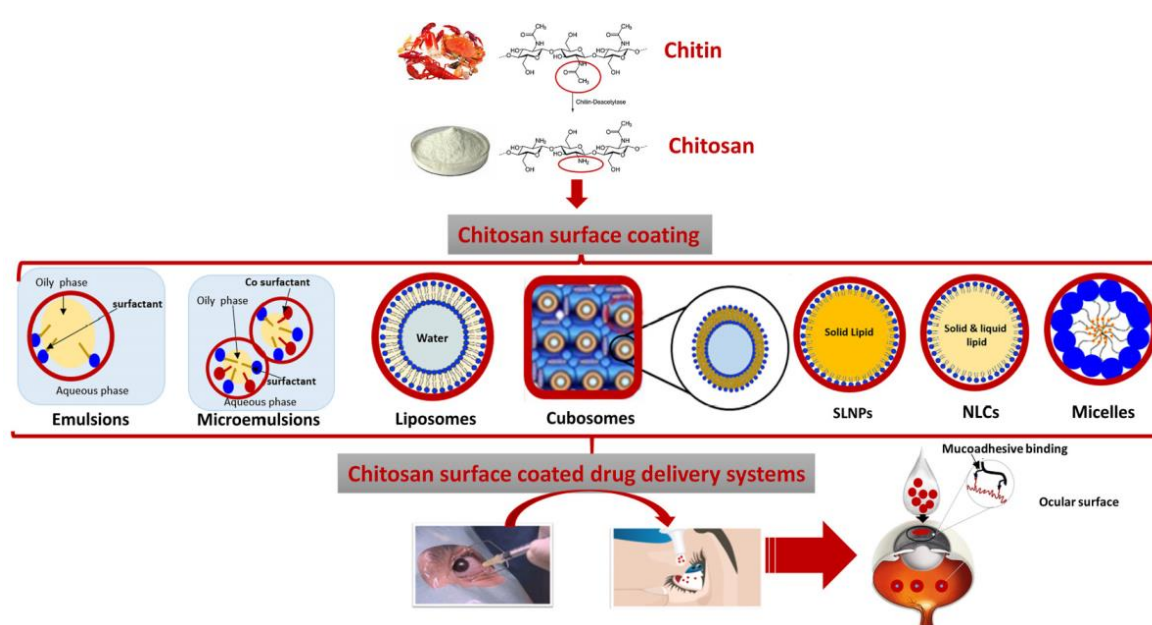 Chitin
Chitin-Deacetylase
Chitosan
Chitosan surface coating
Oily phase
surfactant
Aqueous phase
Emulsions
Co surfactant
Oily phase
surfactant
Aqueous phase
Microemulsions
Water
Liposomes
Cubosomes
Solid Lipid
SLNPs
Solid & liquid
lipid
NLCs
Micelles
Chitosan surface coated drug delivery systems
Mucoadhesive binding
Ocular surface